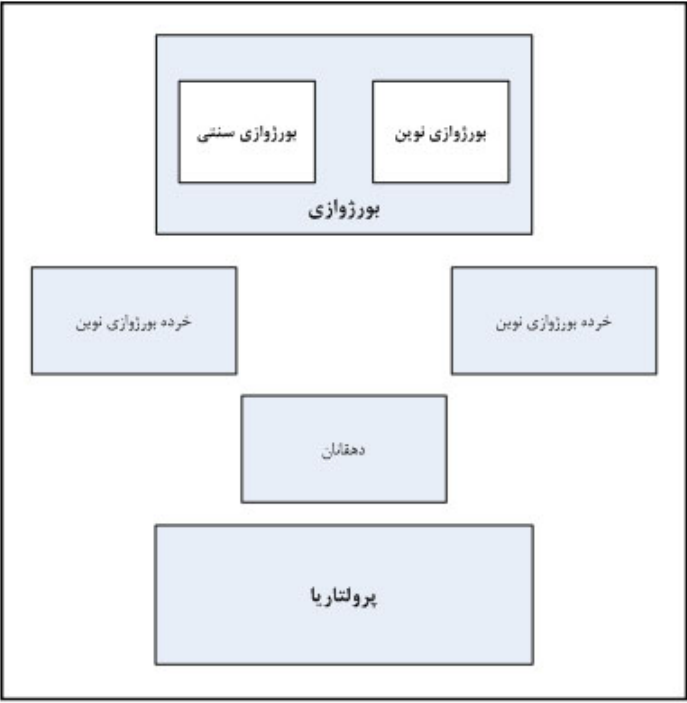 بورژوازی نوین
بورژوازی سنتی
بورژوازی
خرده بورژوازی نوین
خرده بورژوازی نوین
دهقانان
پرولتاریا